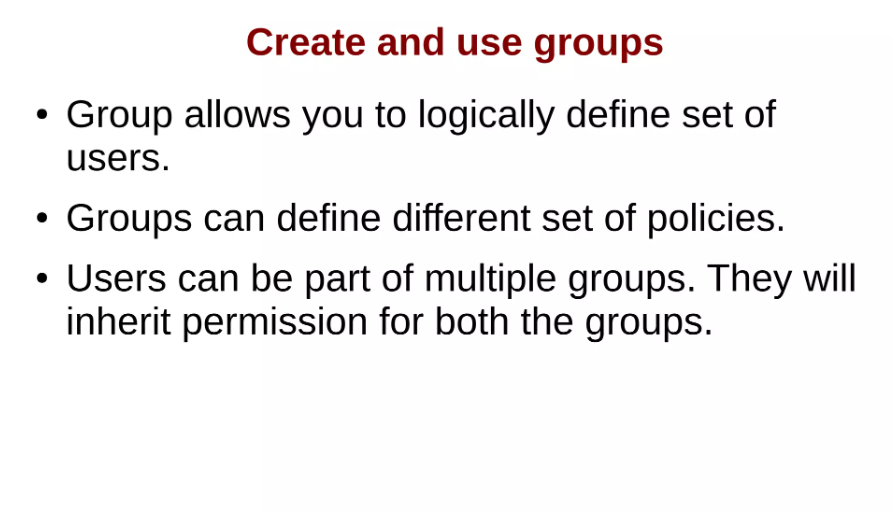 Create and use groups
• Group allows you to logically define set of
users.
• Groups can define different set of policies.
• Users can be part of multiple groups. They will
inherit permission for both the groups.